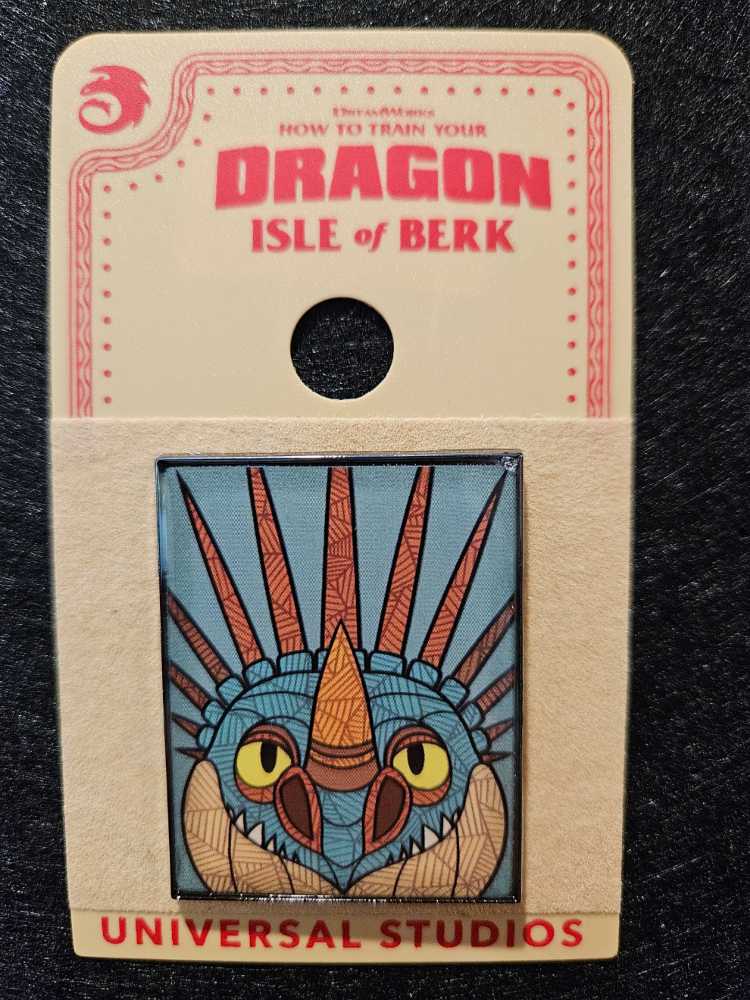 DREAMWORKS
HOW TO TRAIN YOUR
DRAGON
ISLE of BERK
UNIVERSAL STUDIOS